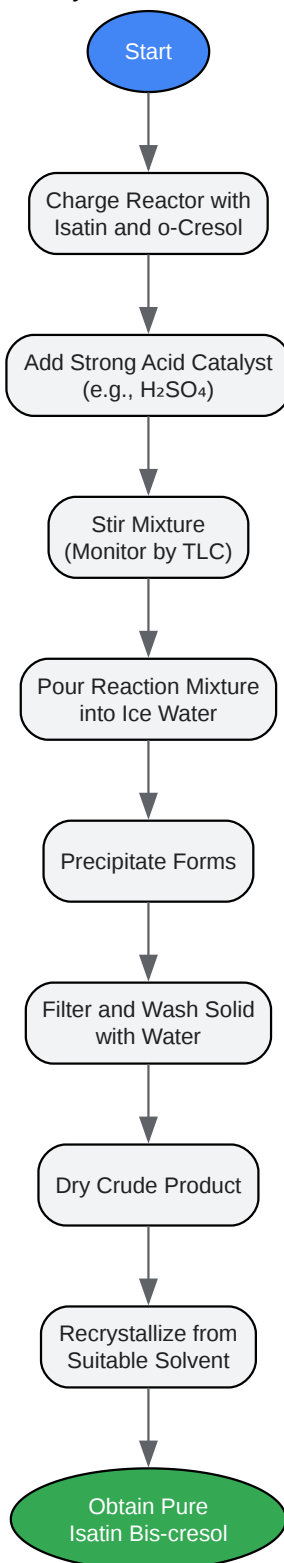 Start
Charge Reactor with
Isatin and o-Cresol
Add Strong Acid Catalyst
(e.g., H₂SO₄)
Stir Mixture
(Monitor by TLC)
Pour Reaction Mixture
into Ice Water
Precipitate Forms
Filter and Wash Solid
with Water
Dry Crude Product
Recrystallize from
Suitable Solvent
Obtain Pure
Isatin Bis-cresol